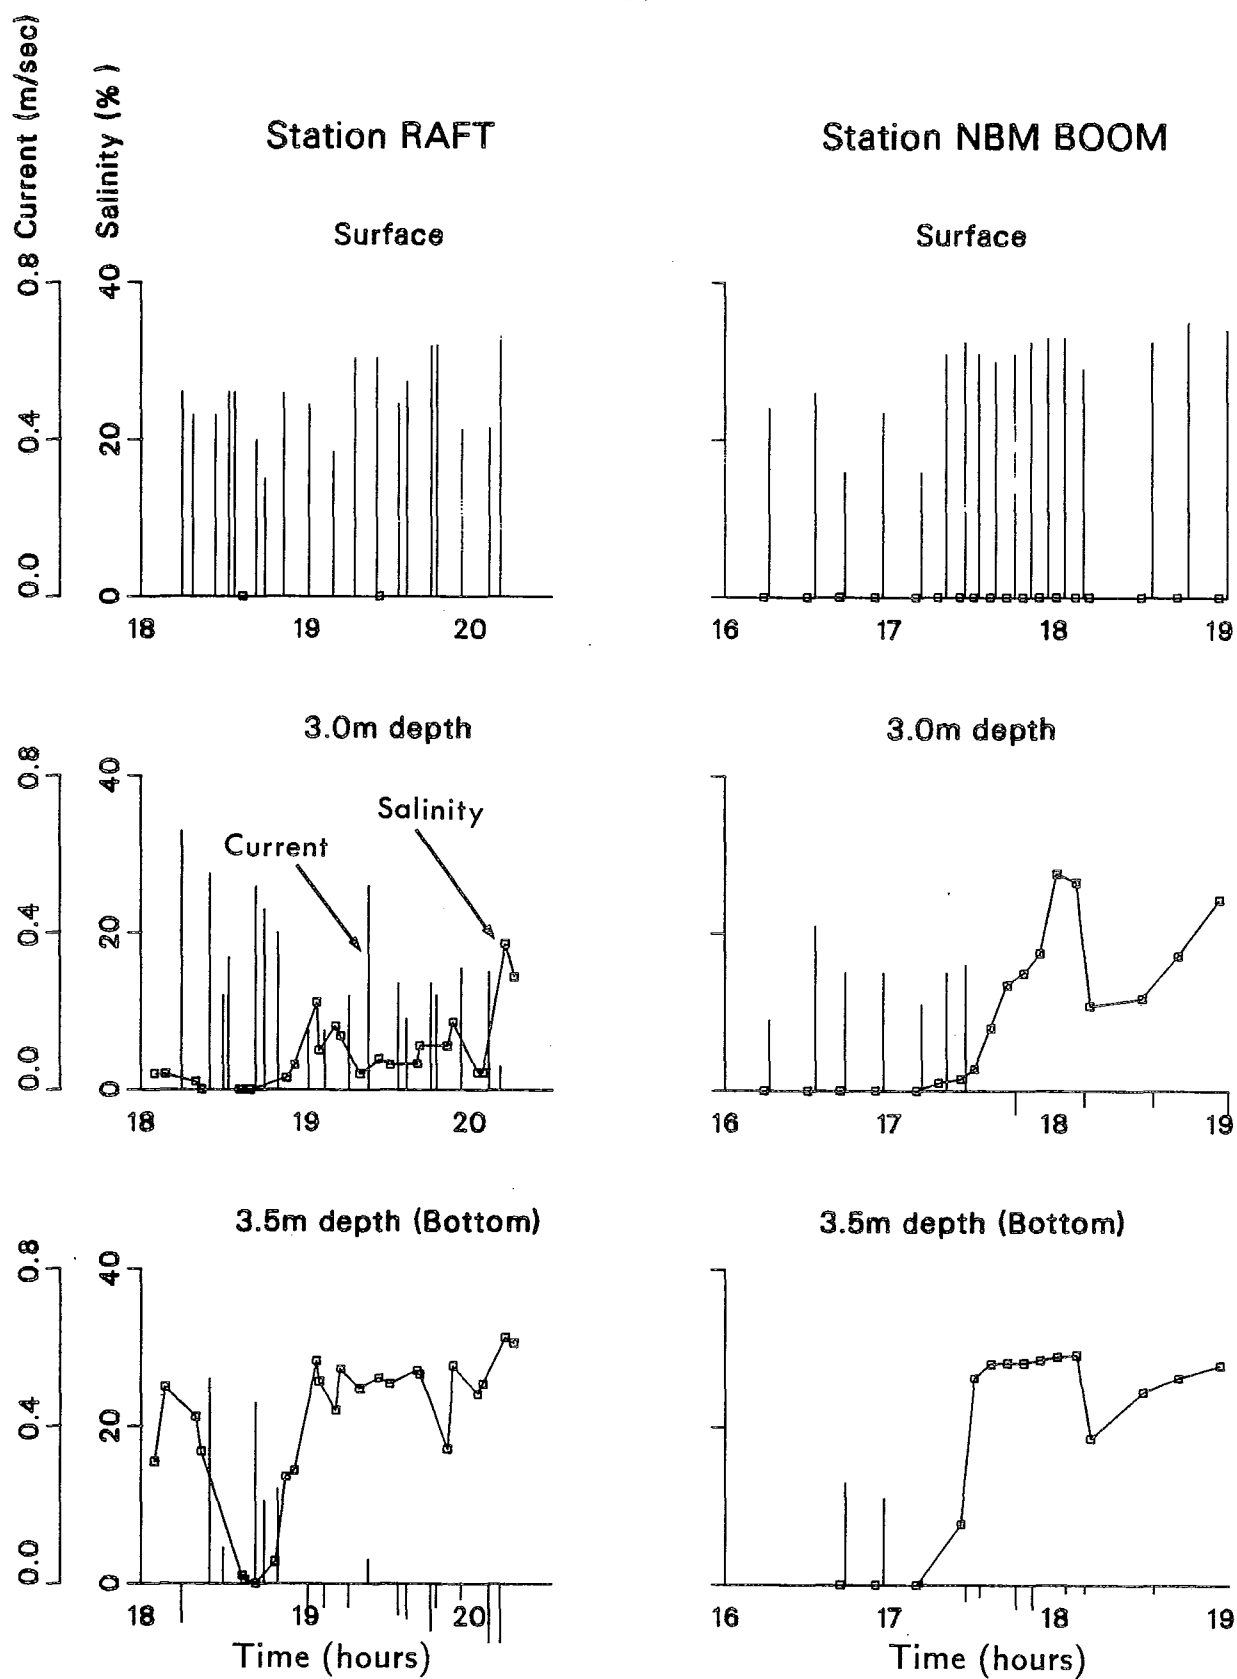 Current (m/sec)
Salinity (%)
Station RAFT
Station NBM BOOM
Surface
Surface
0.8
0.4
0.0
40
20
0
18 19 20
16 17 18 19
3.0m depth
3.0m depth
0.8
0.4
0.0
40
20
0
Current
Salinity
18 19 20
16 17 18 19
3.5m depth (Bottom)
3.5m depth (Bottom)
0.8
0.4
0.0
40
20
0
18 19 20
16 17 18 19
Time (hours)
Time (hours)